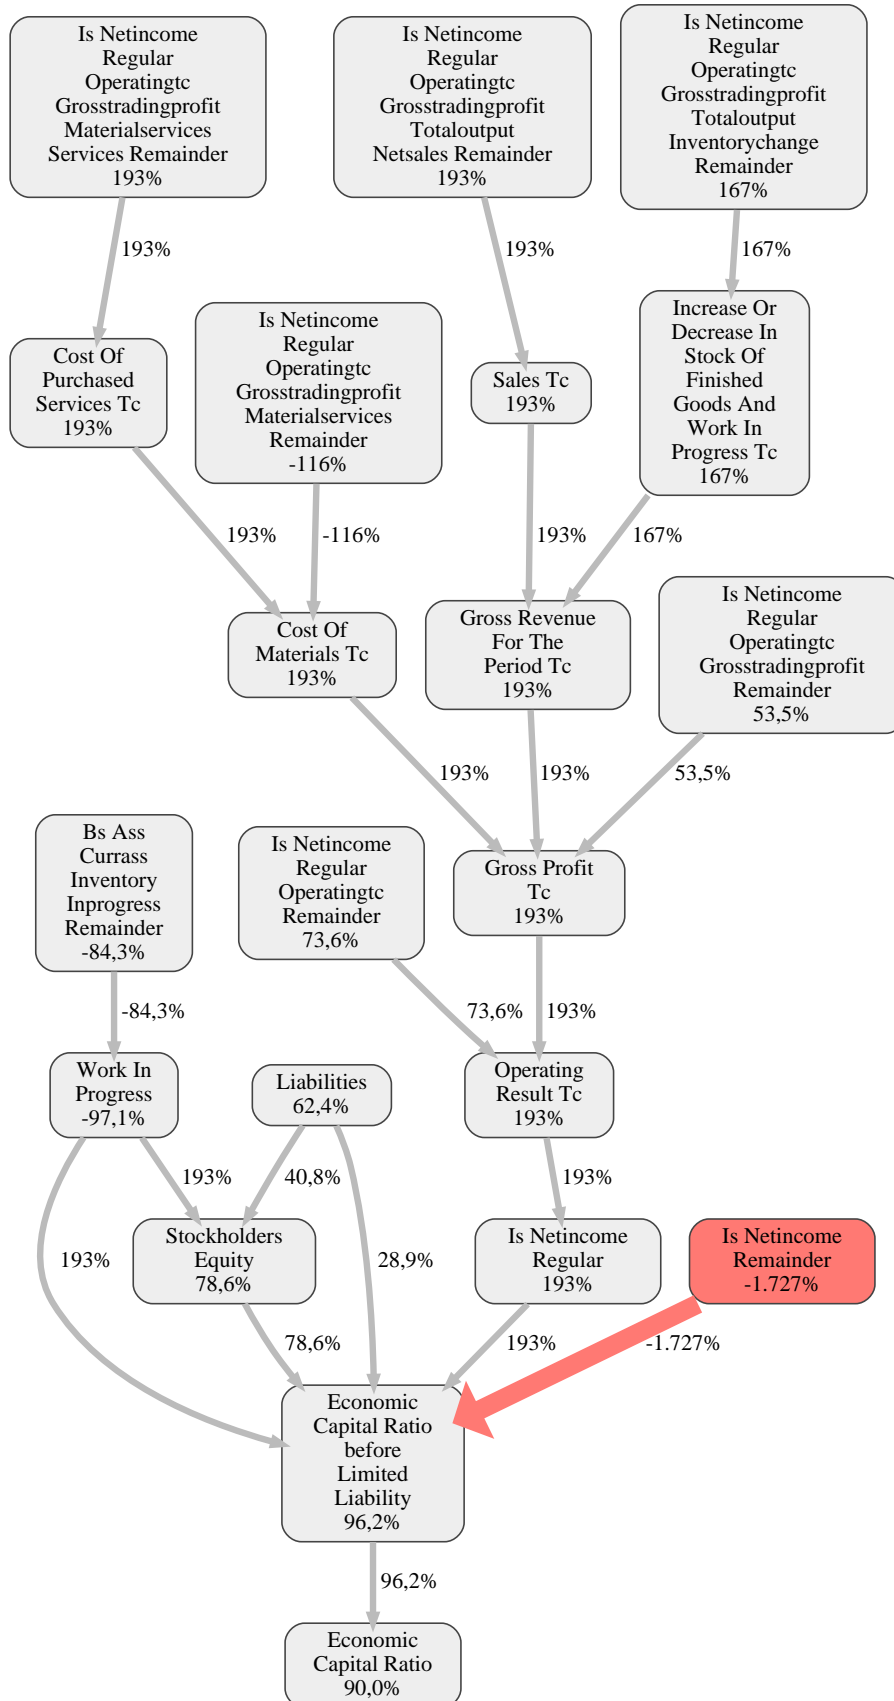 Is Netincome
Regular
Operatingtc
Grosstradingprofit
Materialservices
Services Remainder
193%
Is Netincome
Regular
Operatingtc
Grosstradingprofit
Totaloutput
Netsales Remainder
193%
Is Netincome
Regular
Operatingtc
Grosstradingprofit
Totaloutput
Inventorychange
Remainder
167%
193%
193%
167%
Cost Of
Purchased
Services Tc
193%
Is Netincome
Regular
Operatingtc
Grosstradingprofit
Materialservices
Remainder
-116%
Sales Tc
193%
Increase Or
Decrease In
Stock Of
Finished
Goods And
Work In
Progress Tc
167%
193%
-116%
193%
167%
Cost Of
Materials Tc
193%
Gross Revenue
For The
Period Tc
193%
Is Netincome
Regular
Operatingtc
Grosstradingprofit
Remainder
53,5%
193%
193%
53,5%
Bs Ass
Currass
Inventory
Inprogress
Remainder
-84,3%
Is Netincome
Regular
Operatingtc
Remainder
73,6%
Gross Profit
Tc
193%
-84,3%
73,6%
193%
Work In
Progress
-97,1%
Liabilities
62,4%
Operating
Result Tc
193%
193%
40,8%
193%
Stockholders
Equity
78,6%
Is Netincome
Regular
193%
Is Netincome
Remainder
-1.727%
193%
28,9%
78,6%
193%
-1.727%
Economic
Capital Ratio
before
Limited
Liability
96,2%
96,2%
Economic
Capital Ratio
90,0%